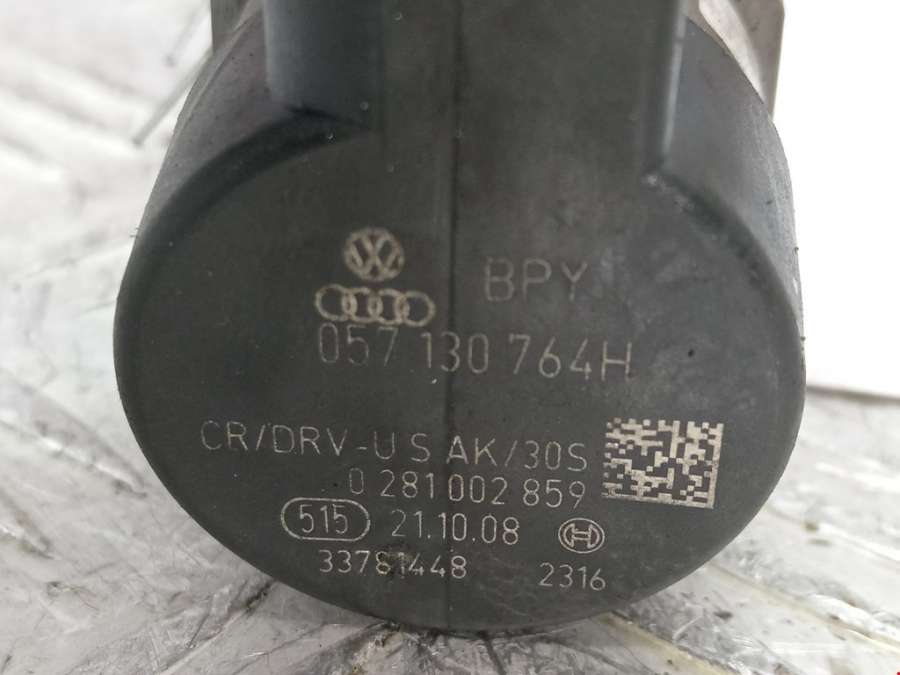 BPY
057 130 764H
CR/DRV-U S AK/30S
0 281 002 859
515 21.10.08
33781448 2316